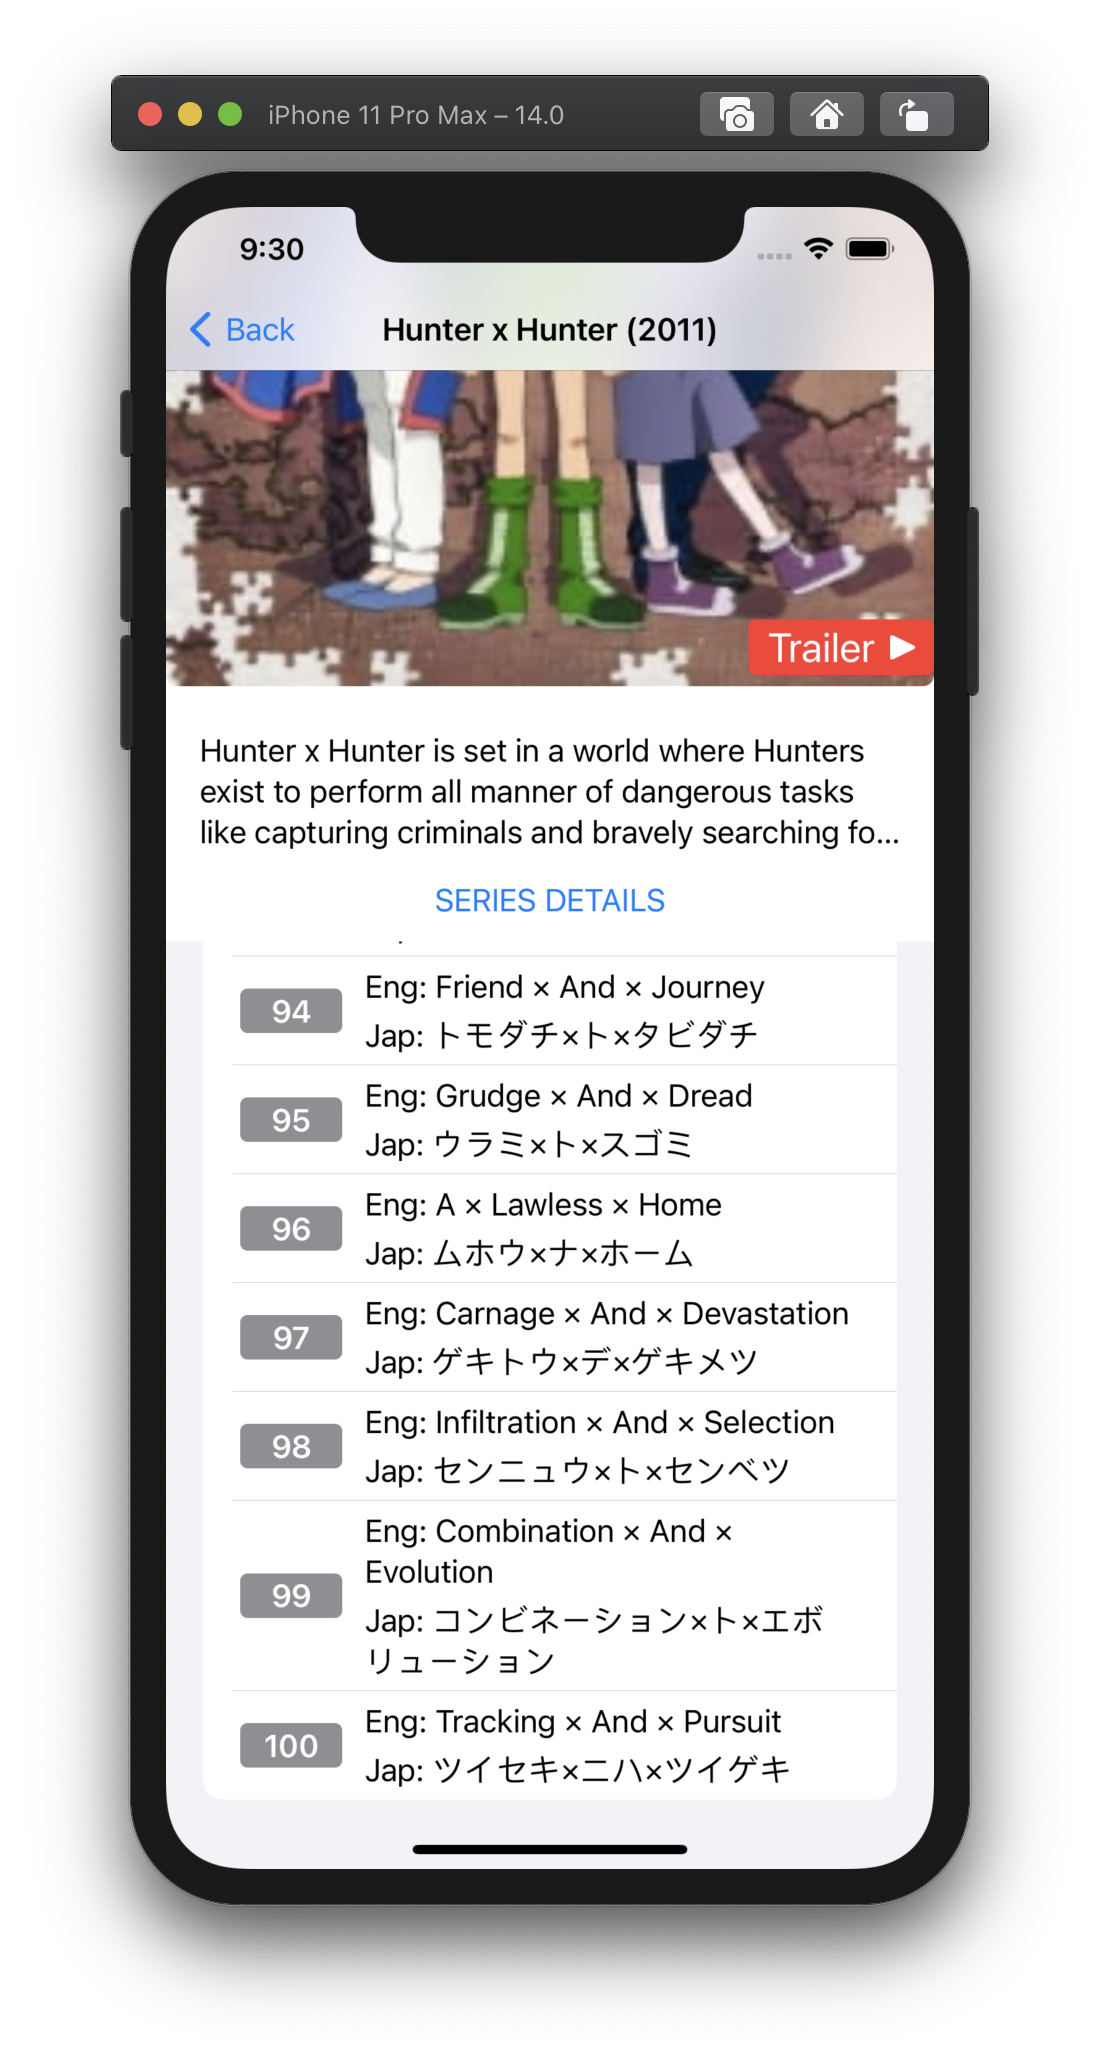 iPhone 11 Pro Max – 14.0
9:30
Back
Hunter x Hunter (2011)
Trailer ▶
Hunter x Hunter is set in a world where Hunters
exist to perform all manner of dangerous tasks
like capturing criminals and bravely searching fo...
SERIES DETAILS
94
Eng: Friend × And × Journey
Jap: トモダチ×ト×タビダチ
95
Eng: Grudge × And × Dread
Jap: ウラミ×ト×スゴミ
96
Eng: A × Lawless × Home
Jap: ムホウ×ナ×ホーム
97
Eng: Carnage × And × Devastation
Jap: ゲキトウ×デ×ゲキメツ
98
Eng: Infiltration × And × Selection
Jap: センニュウ×ト×センベツ
99
Eng: Combination × And ×
Evolution
Jap: コンビネーション×ト×エボ
リューション
100
Eng: Tracking × And × Pursuit
Jap: ツイセキ×ニハ×ツイゲキ